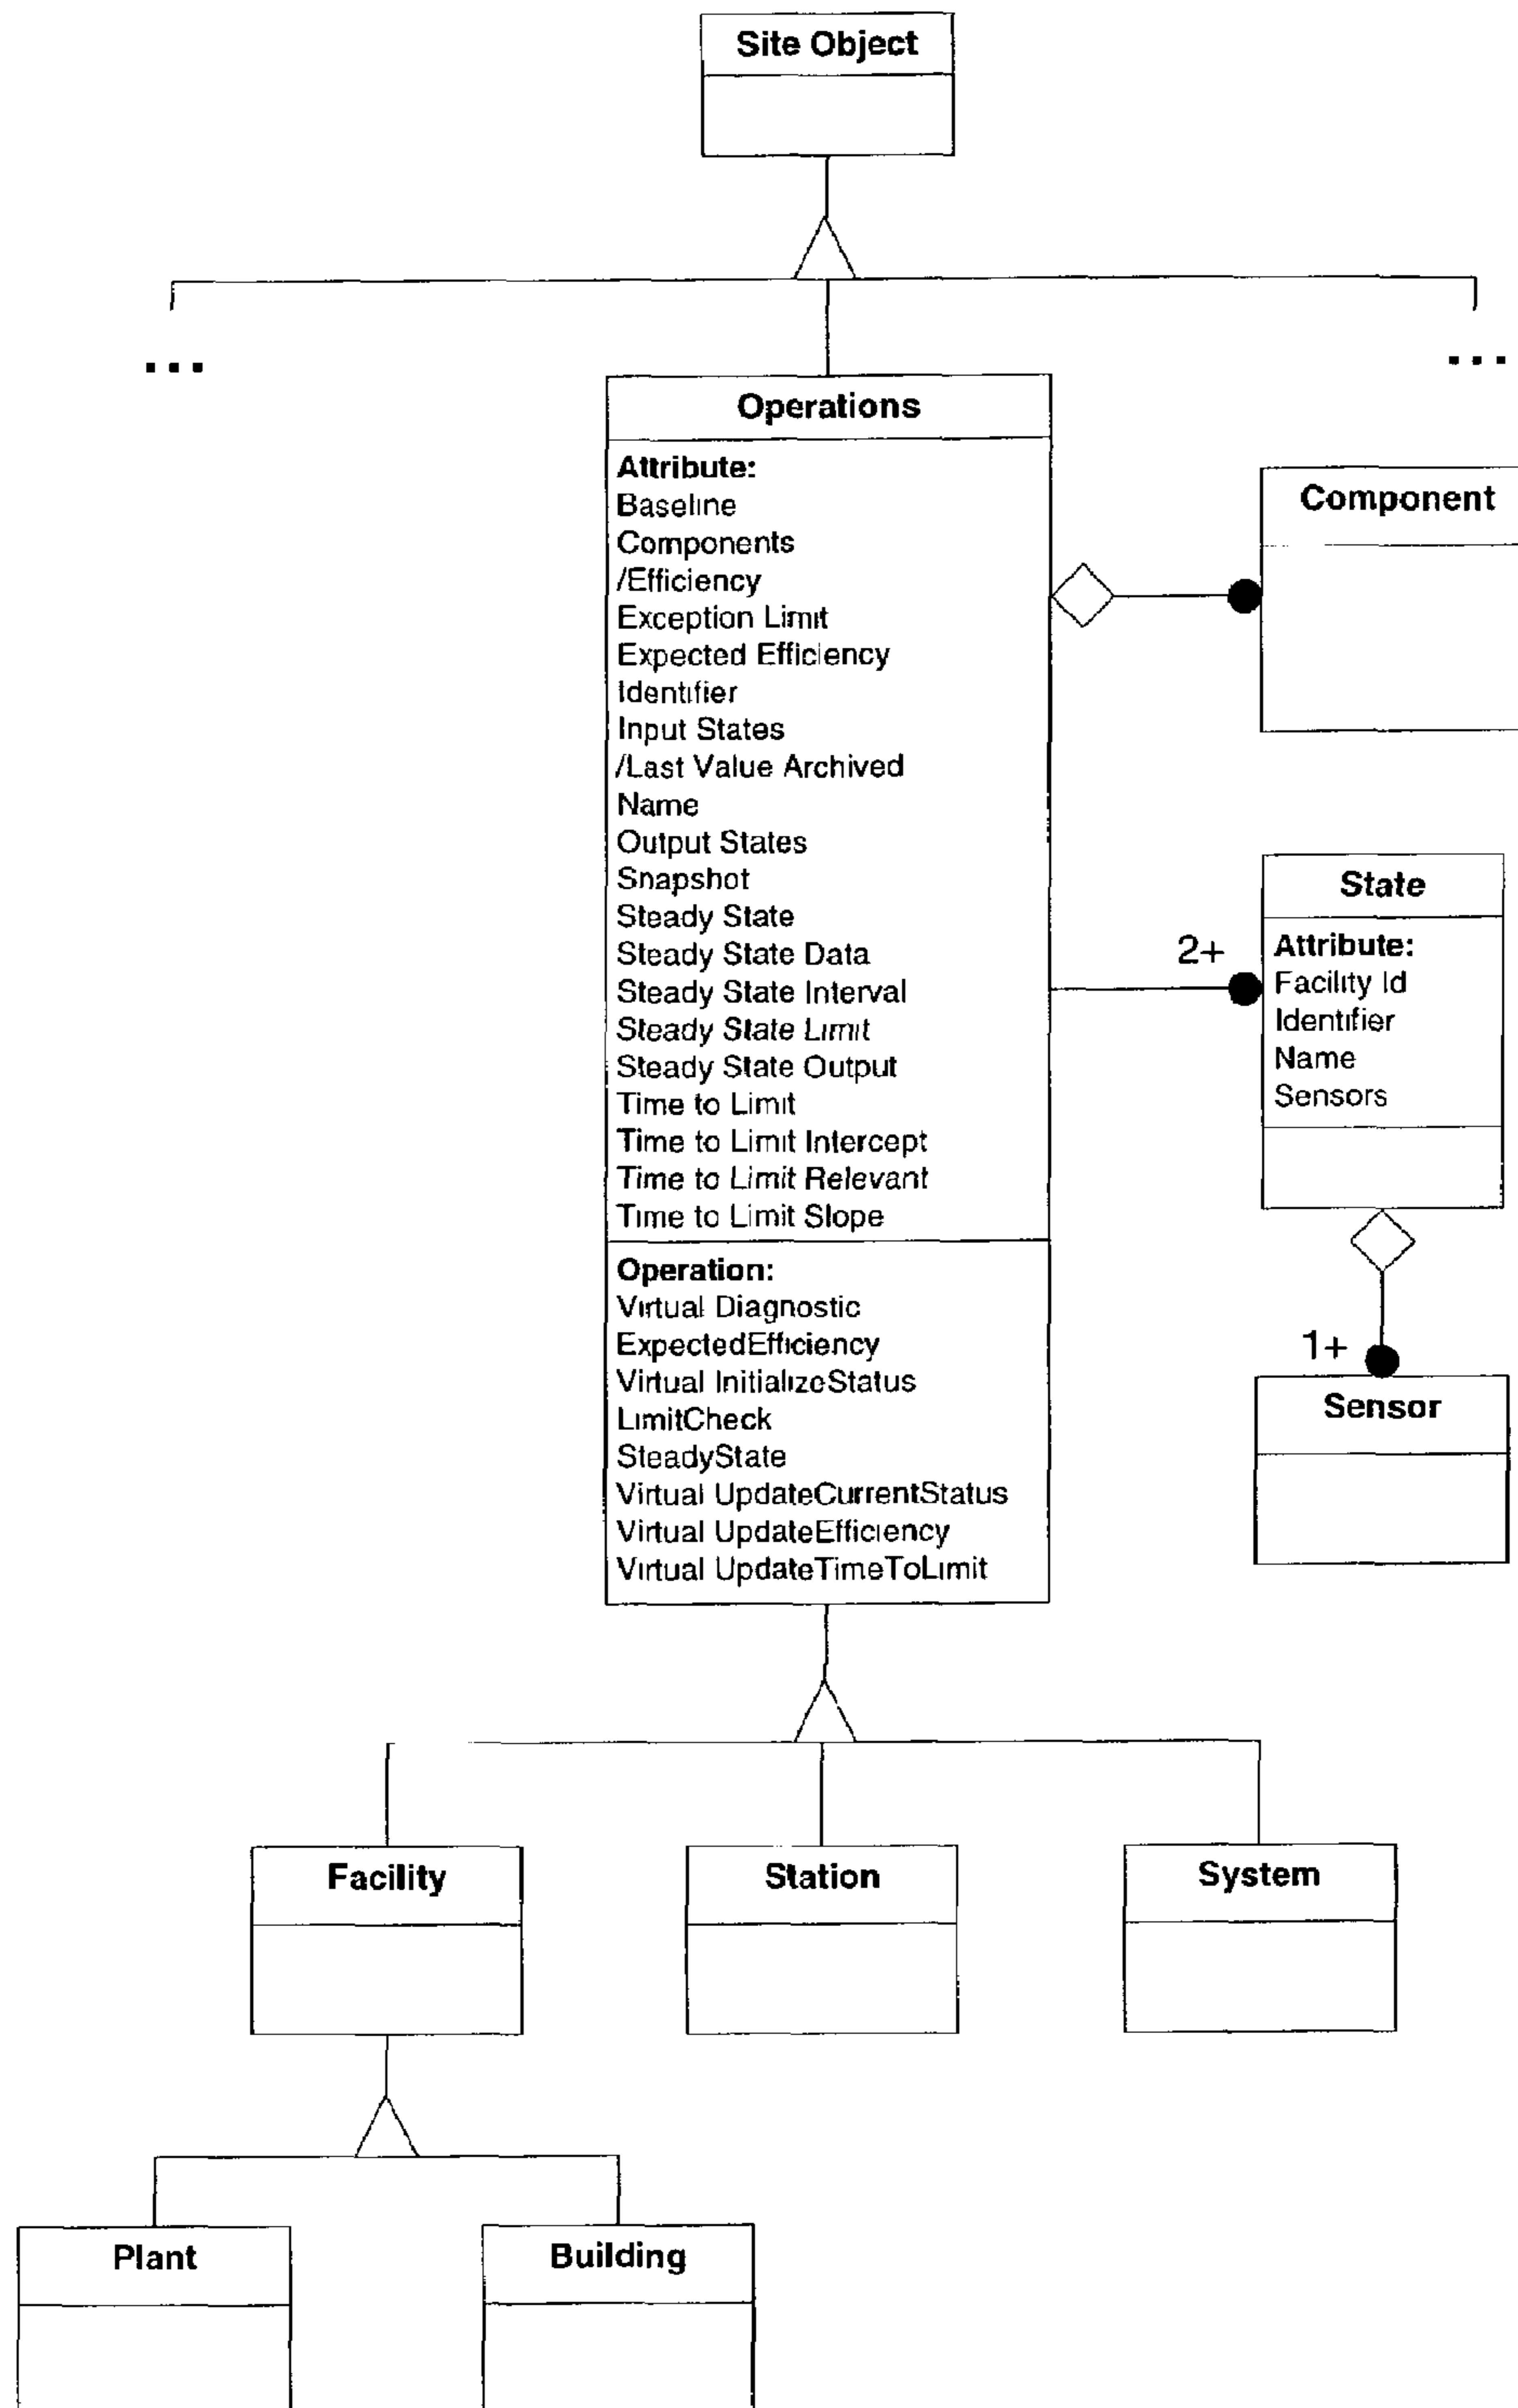 Site Object
...
...
Operations
Attribute:
Baseline
Components
/Efficiency
Exception Limit
Expected Efficiency
Identifier
Input States
/Last Value Archived
Name
Output States
Snapshot
Steady State
Steady State Data
Steady State Interval
Steady State Limit
Steady State Output
Time to Limit
Time to Limit Intercept
Time to Limit Relevant
Time to Limit Slope
Operation:
Virtual Diagnostic
ExpectedEfficiency
Virtual InitializeStatus
LimitCheck
SteadyState
Virtual UpdateCurrentStatus
Virtual UpdateEfficiency
Virtual UpdateTimeToLimit
Component
2+
State
Attribute:
Facility Id
Identifier
Name
Sensors
1+
Sensor
Facility
Station
System
Plant
Building